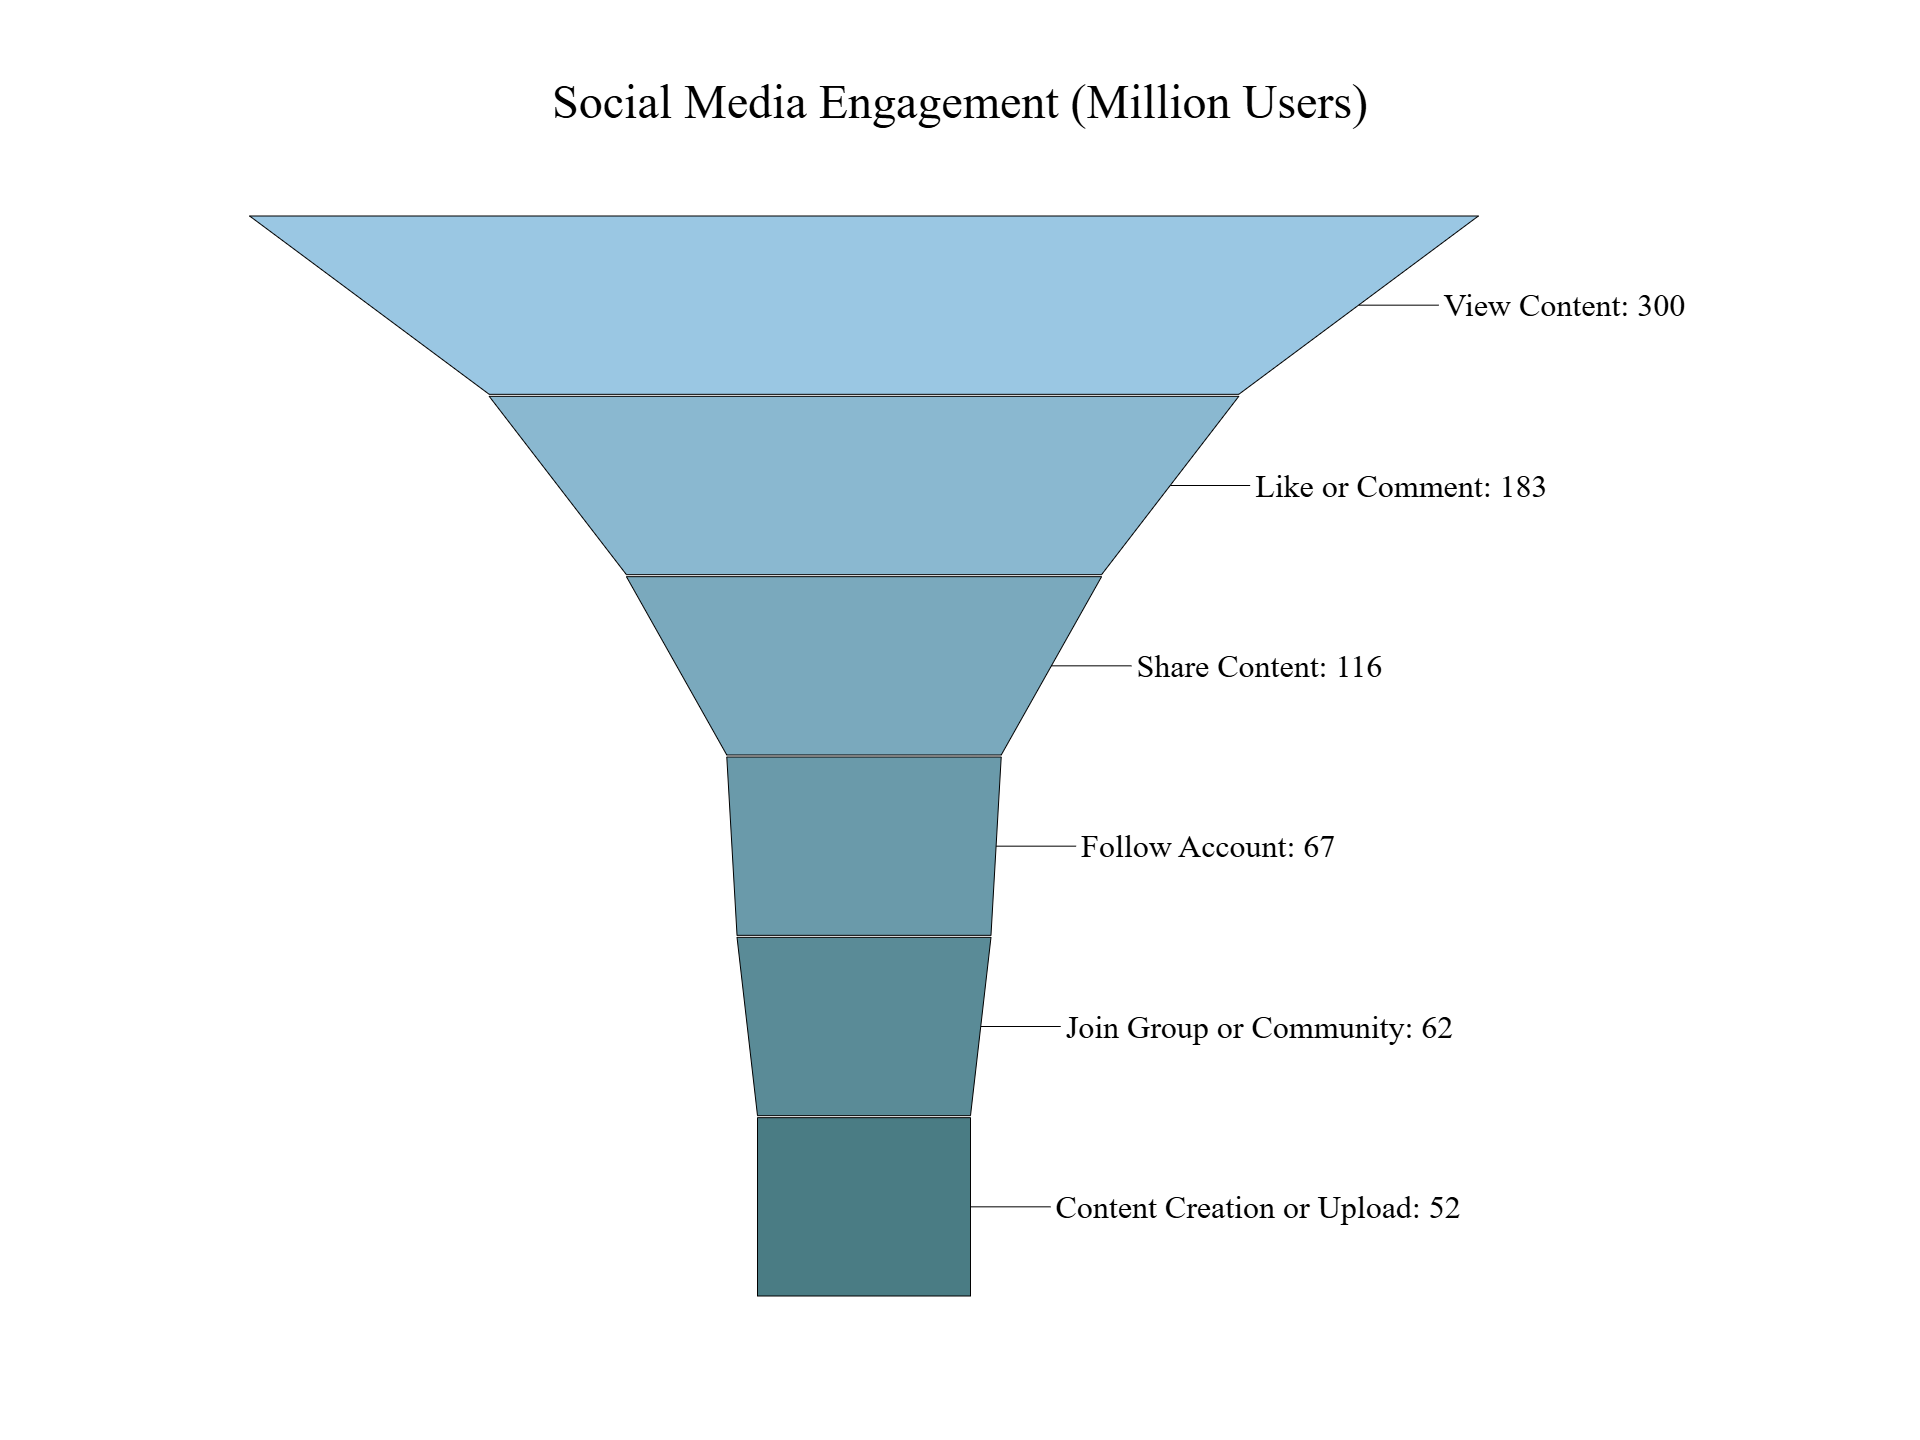 Social Media Engagement (Million Users)
View Content: 300
Like or Comment: 183
Share Content: 116
Follow Account: 67
Join Group or Community: 62
Content Creation or Upload: 52